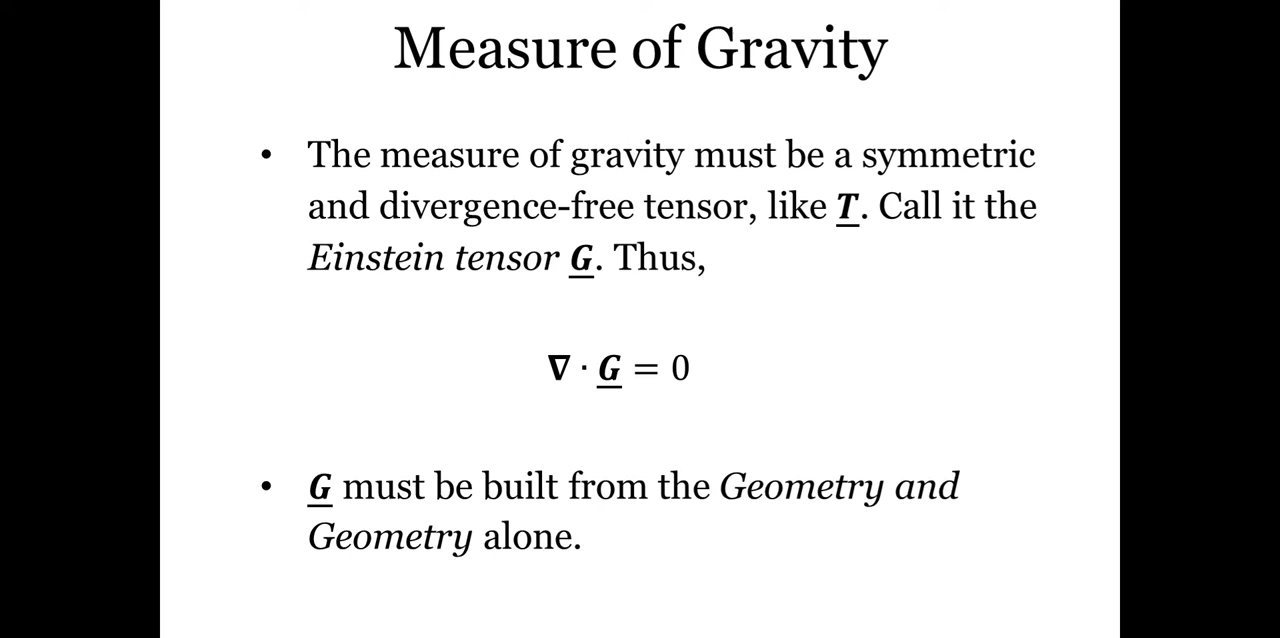 Measure of Gravity
• The measure of gravity must be a symmetric
and divergence-free tensor, like T. Call it the
Einstein tensor G. Thus,
∇ · G = 0
• G must be built from the Geometry and
Geometry alone.